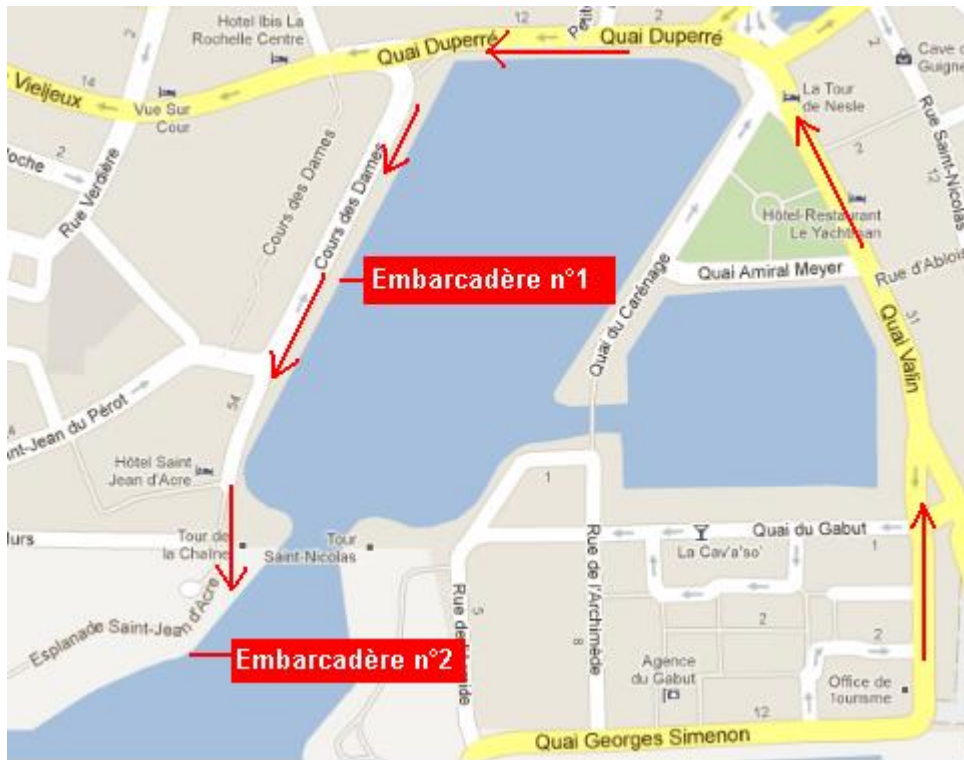 12
2
Hotel Ibis La
Rochelle Centre
Quai Duperré
Quai Duperré
2
2
Cave
Guigne
14
Vieljeux
Vue Sur
Cour
La Tour
de Nesle
2
Rue Saint-Nicolas
12
2
Rue Verdière
Cours des Dames
Cours des Dames
Hôtel-Restaurant
Le Yachtman
Rue d'Ablois
Quai Amiral Meyer
Embarcadère n°1
Quai du Carénage
31
Quai Valin
54
Hôtel Saint
Jean d'Acre
1
Tour de
la Chaîne
Tour
Saint-Nicolas
Quai du Gabut
1
La Cav'a'so'
Rue de l'Archimède
8
5
Esplanade Saint-Jean d'Acre
2
2
Embarcadère n°2
Agence
du Gabut
Office de
Tourisme
12
Quai Georges Simenon